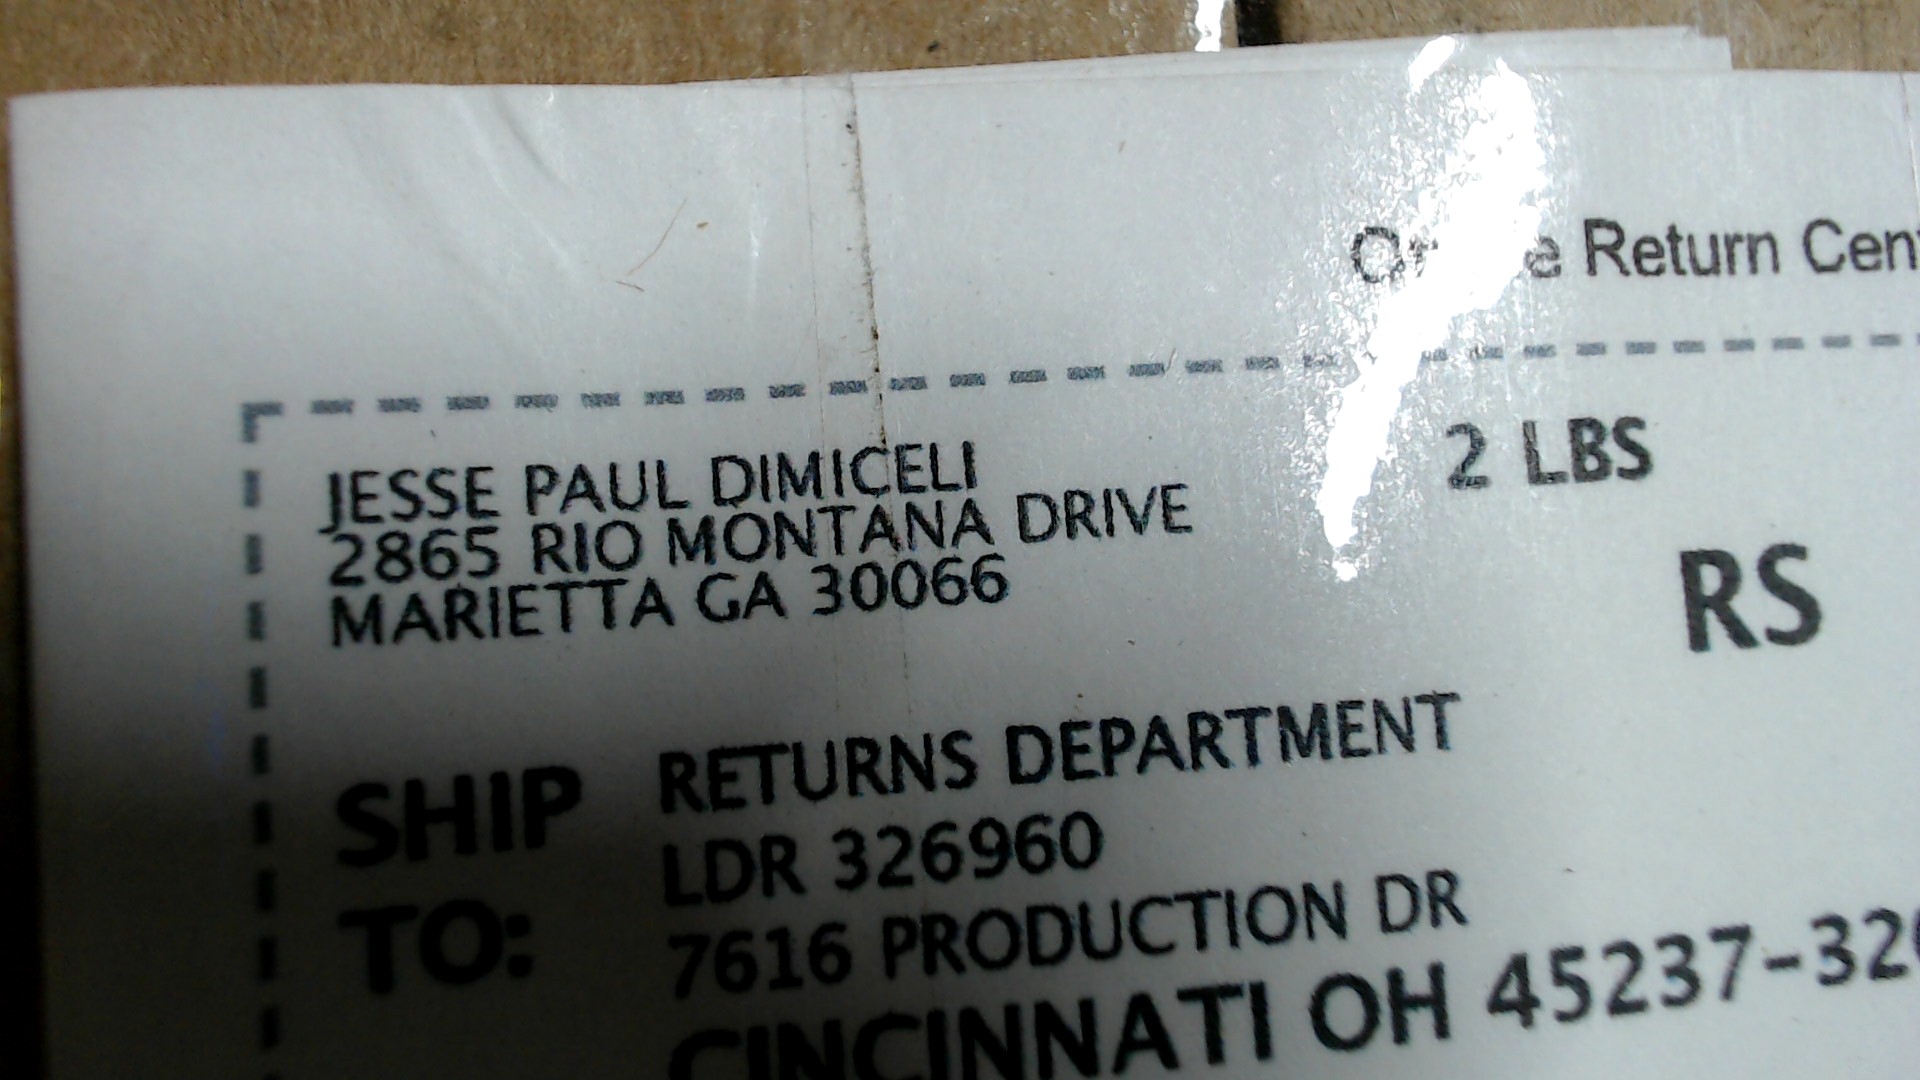 Return
2 LBS
JESSE PAUL DIMICELI
2865 RIO MONTANA DRIVE
MARIETTA GA 30066
RS
SHIP TO:
RETURNS DEPARTMENT
LDR 326960
7616 PRODUCTION DR
CINCINNATI OH